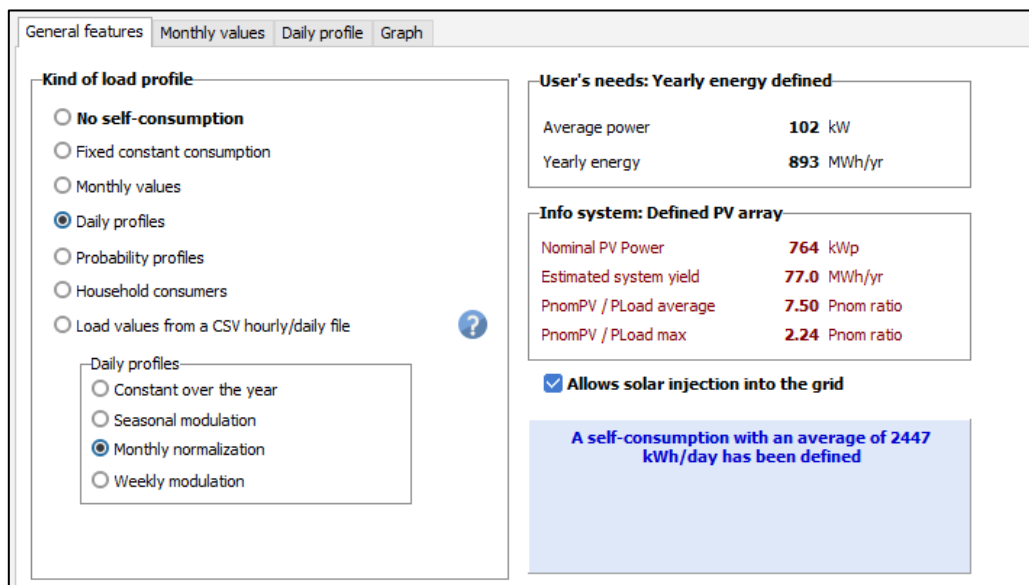 General features Monthly values Daily profile Graph
Kind of load profile
No self-consumption
Fixed constant consumption
Monthly values
Daily profiles
Probability profiles
Household consumers
Load values from a CSV hourly/daily file
?
Daily profiles
Constant over the year
Seasonal modulation
Monthly normalization
Weekly modulation
User's needs: Yearly energy defined
Average power 102 kW
Yearly energy 893 MWh/yr
Info system: Defined PV array
Nominal PV Power 764 kWp
Estimated system yield 77.0 MWh/yr
PnomPV / PLoad average 7.50 Pnom ratio
PnomPV / PLoad max 2.24 Pnom ratio
Allows solar injection into the grid
A self-consumption with an average of 2447
kWh/day has been defined